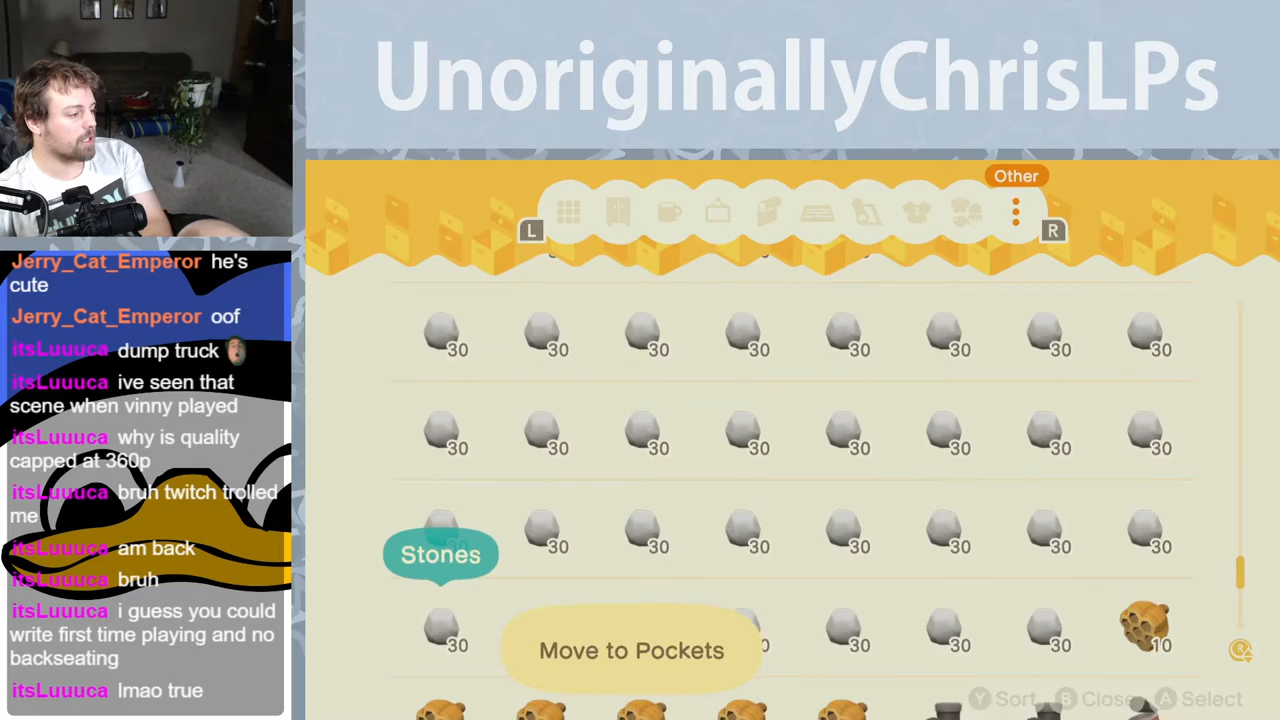 UnoriginallyChrisLPs
Other
L
R
Jerry_Cat_Emperor he's
cute
Jerry_Cat_Emperor oof
itsLuuuca dump truck
itsLuuuca ive seen that
scene when vinny played
itsLuuuca why is quality
capped at 360p
itsLuuuca bruh twitch trolled
me
itsLuuuca am back
itsLuuuca bruh
itsLuuuca i guess you could
write first time playing and no
backseating
itsLuuuca lmao true
30 30 30 30 30 30 30 30
30 30 30 30 30 30 30 30
30 30 30 30 30 30 30
Stones
30 30 30 30 10
Move to Pockets
R
Y Sort B Close A Select